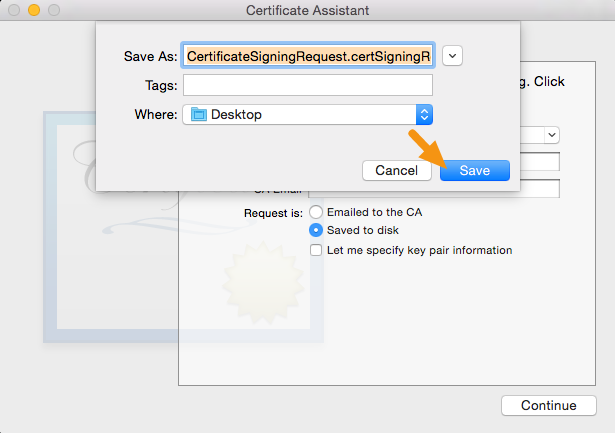 Certificate Assistant
Save As: CertificateSigningRequest.certSigningR
Tags:
Where: Desktop
g. Click
Cancel Save
CA Email
Request is: Emailed to the CA
Saved to disk
Let me specify key pair information
Continue